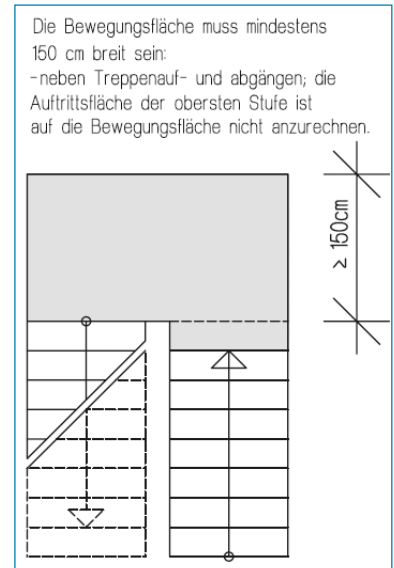 Die Bewegungsfläche muss mindestens
150 cm breit sein:
-neben Treppenauf- und abgängen; die
Auftrittsfläche der obersten Stufe ist
auf die Bewegungsfläche nicht anzurechnen.
≥ 150cm